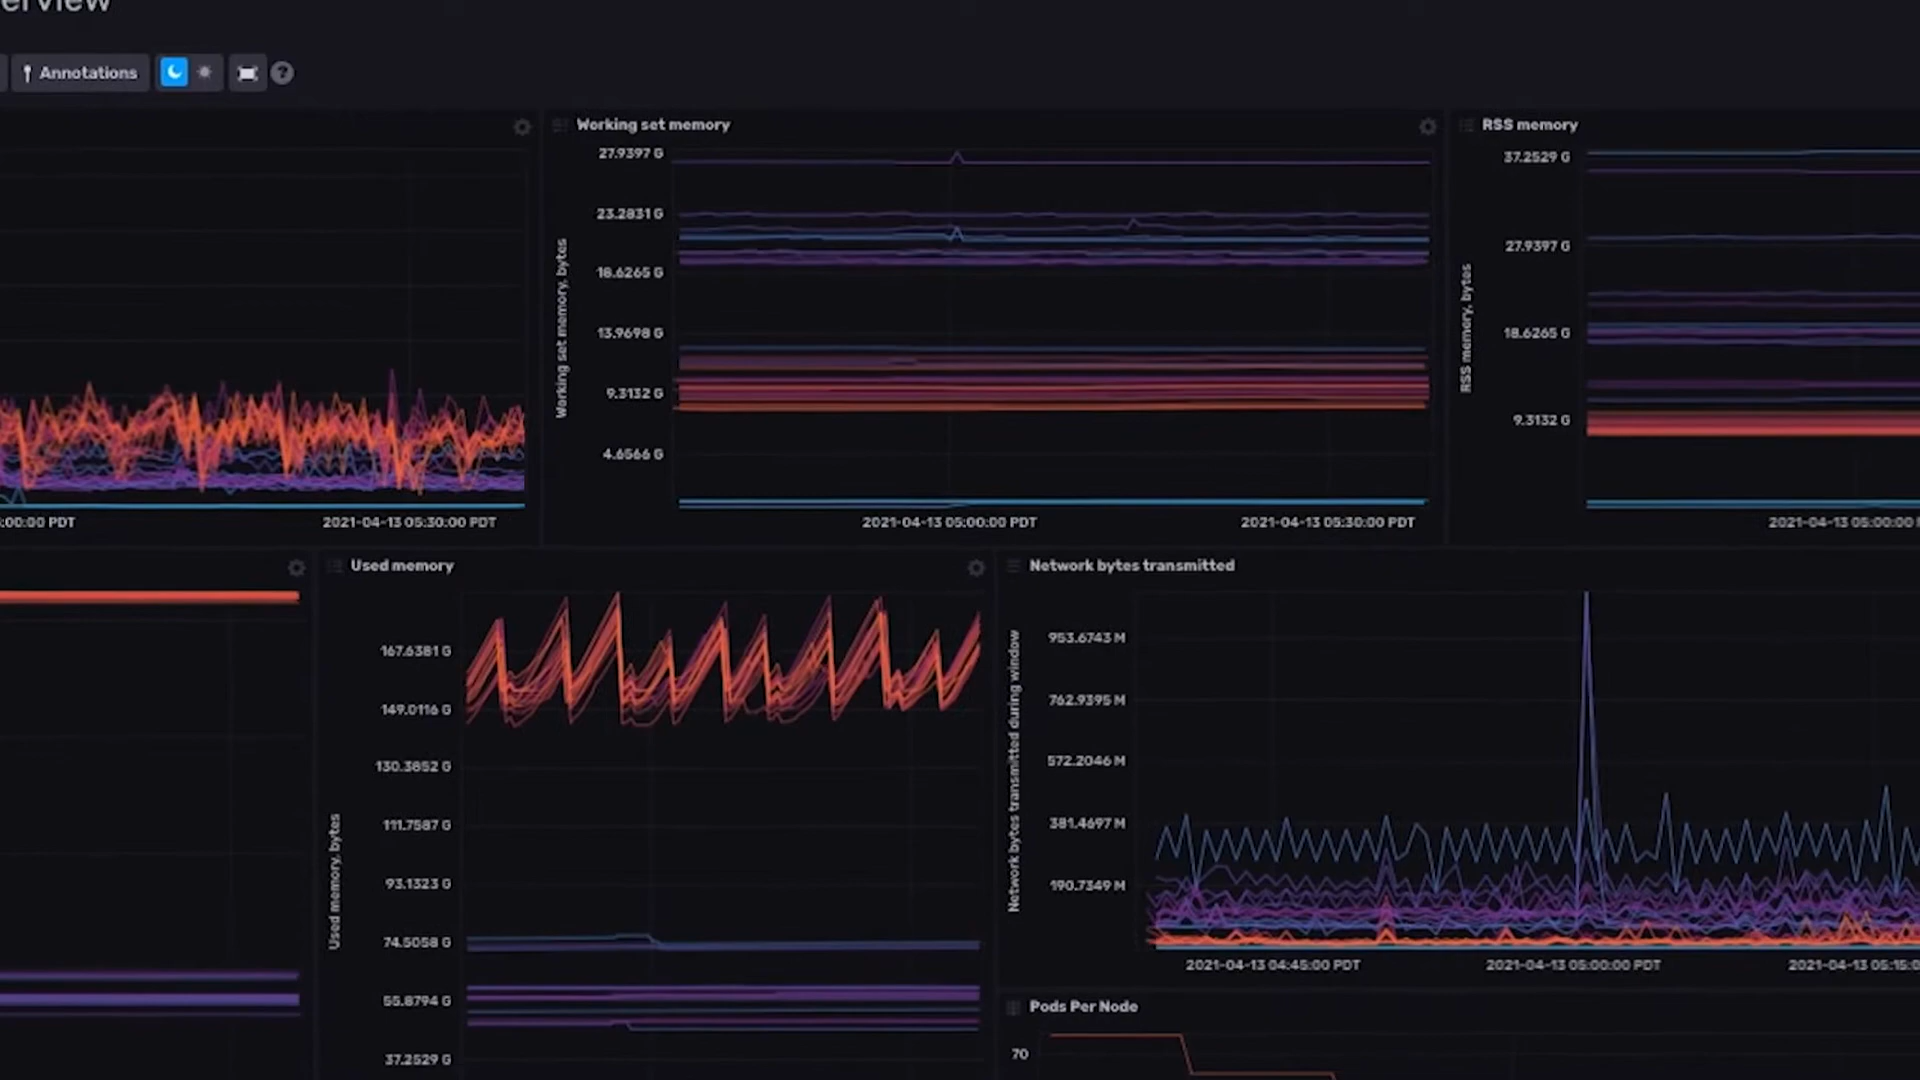 erview
Annotations
?
Working set memory
RSS memory
27.9397 G
23.2831 G
18.6265 G
13.9698 G
9.3132 G
4.6566 G
Working set memory, bytes
37.2529 G
27.9397 G
18.6265 G
9.3132 G
RSS memory, bytes
:00:00 PDT
2021-04-13 05:30:00 PDT
2021-04-13 05:00:00 PDT
2021-04-13 05:30:00 PDT
2021-04-13 05:00:00
Used memory
Network bytes transmitted
167.6381 G
149.0116 G
130.3852 G
111.7587 G
93.1323 G
74.5058 G
55.8794 G
37.2529 G
Used memory, bytes
953.6743 M
762.9395 M
572.2046 M
381.4697 M
190.7349 M
Network bytes transmitted during window
2021-04-13 04:45:00 PDT
2021-04-13 05:00:00 PDT
2021-04-13 05:15:0
Pods Per Node
70